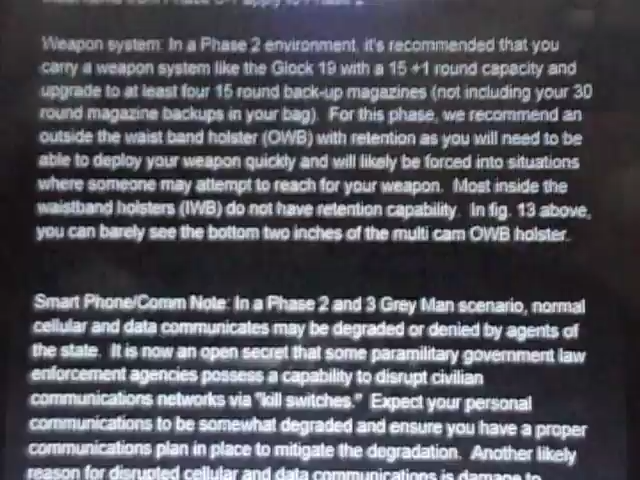 Weapon system: In a Phase 2 environment, it's recommended that you
carry a weapon system like the Glock 19 with a 15 +1 round capacity and
upgrade to at least four 15 round back-up magazines (not including your 30
round magazine backups in your bag). For this phase, we recommend an
outside the waist band holster (OWB) with retention as you will need to be
able to deploy your weapon quickly and will likely be forced into situations
where someone may attempt to reach for your weapon. Most inside the
waistband holsters (IWB) do not have retention capability. In fig. 13 above,
you can barely see the bottom two inches of the multi cam OWB holster.
Smart Phone/Comm Note: In a Phase 2 and 3 Grey Man scenario, normal
cellular and data communicates may be degraded or denied by agents of
the state. It is now an open secret that some paramilitary government law
enforcement agencies possess a capability to disrupt civilian
communications networks via "kill switches." Expect your personal
communications to be somewhat degraded and ensure you have a proper
communications plan in place to mitigate the degradation. Another likely
reason for disrupted cellular and data communications is damage to